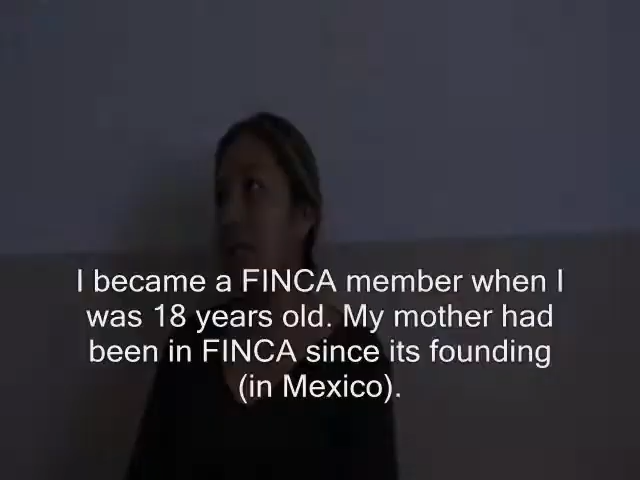 I became a FINCA member when I
was 18 years old. My mother had
been in FINCA since its founding
(in Mexico).